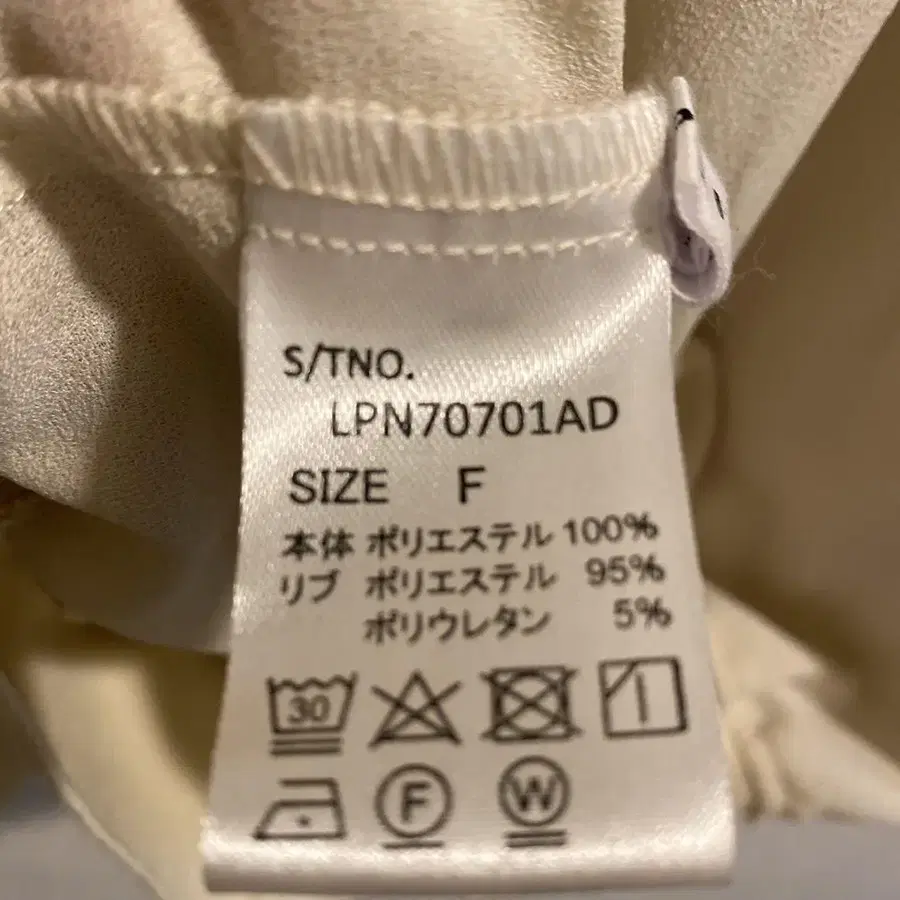 S/TNO.
LPN70701AD
SIZE F
本体 ポリエステル 100%
リブ ポリエステル 95%
ポリウレタン 5%
30
F W